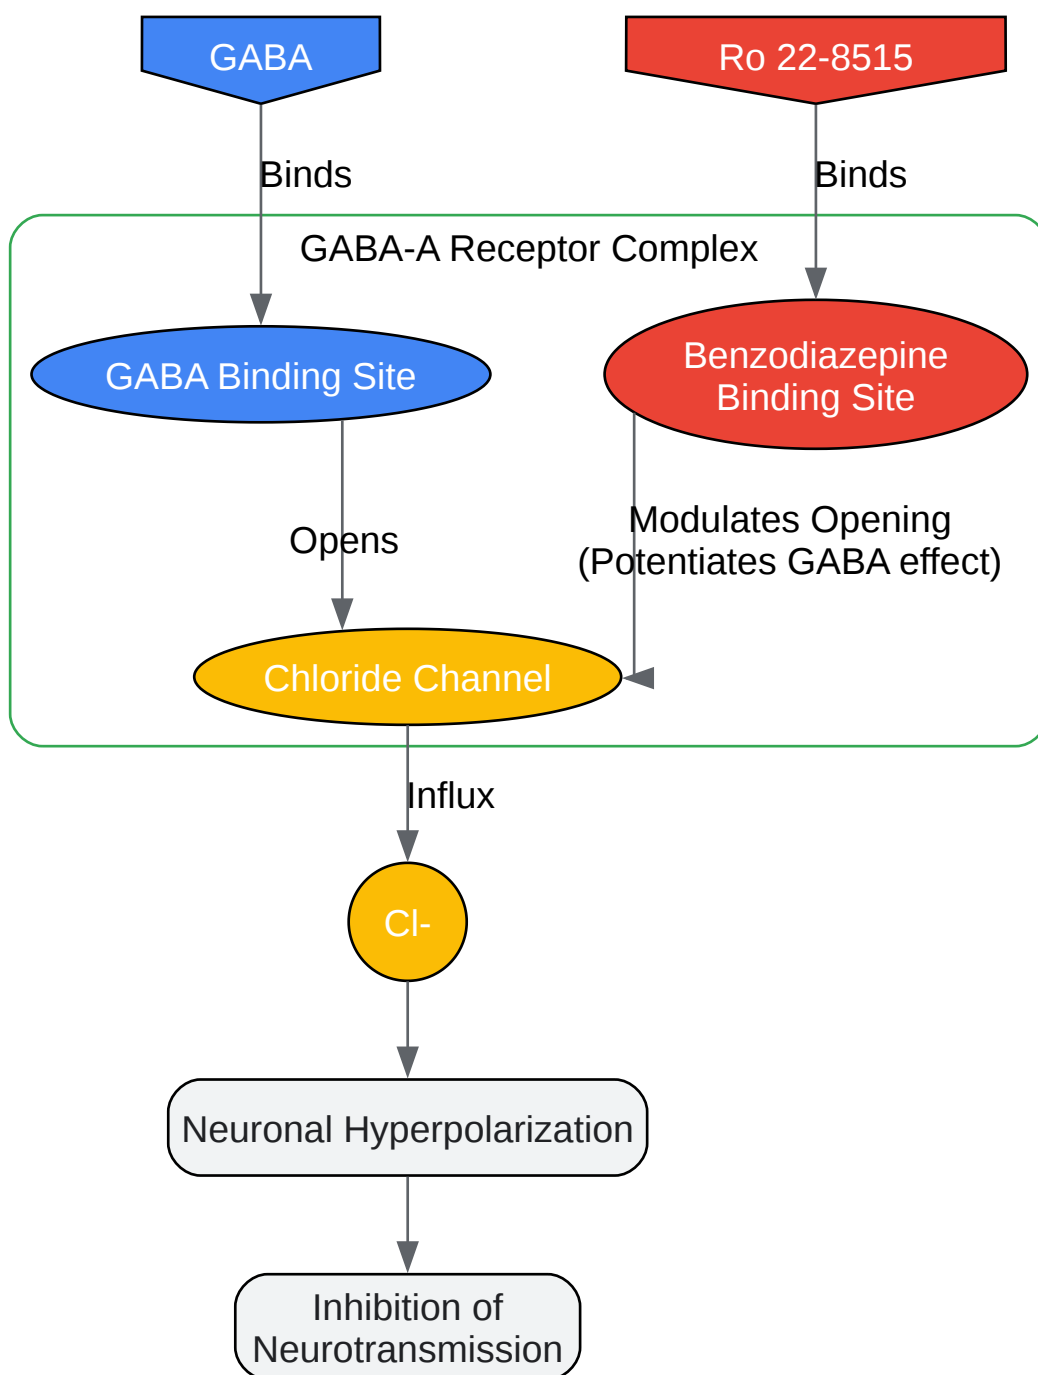 GABA
Ro 22-8515
Binds
Binds
GABA-A Receptor Complex
GABA Binding Site
Benzodiazepine
Binding Site
Opens
Modulates Opening
(Potentiates GABA effect)
Chloride Channel
Influx
Cl-
Neuronal Hyperpolarization
Inhibition of
Neurotransmission